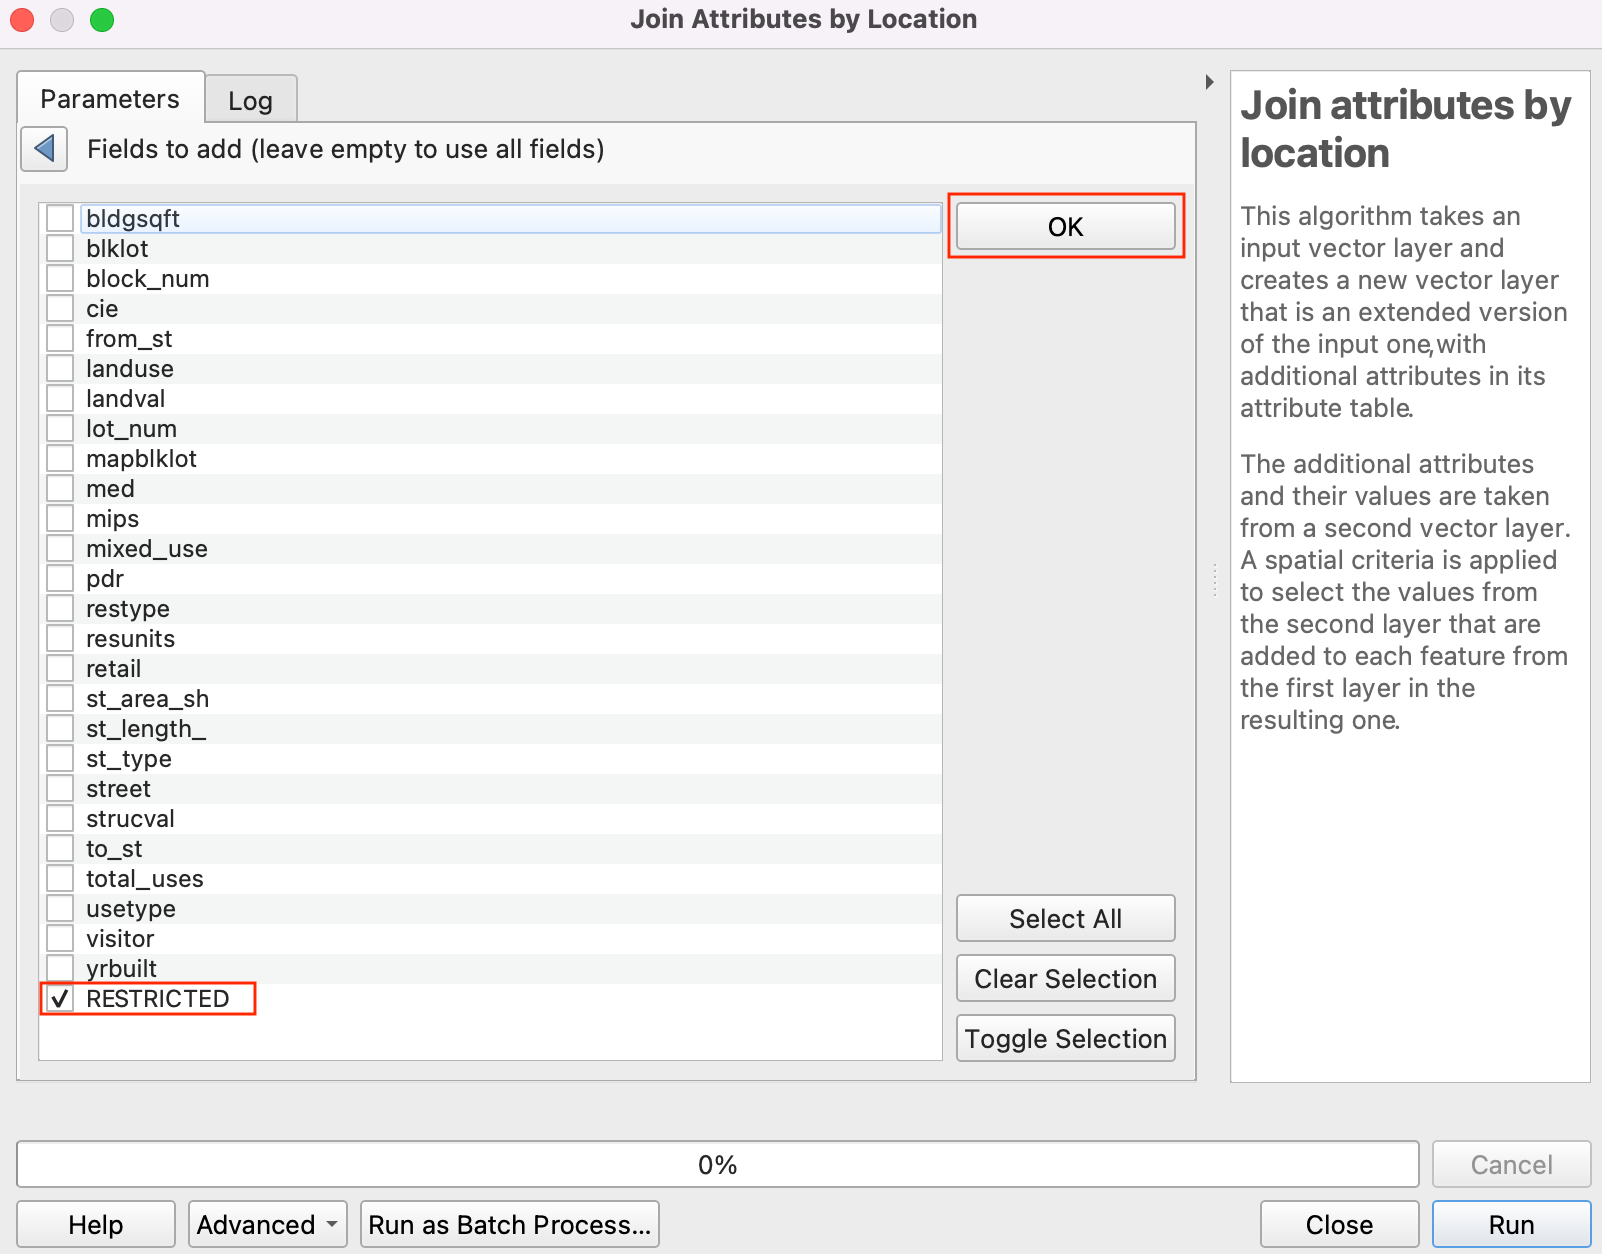 Join Attributes by Location
Parameters
Log
Fields to add (leave empty to use all fields)
bldgsqft
blklot
block_num
cie
from_st
landuse
landval
lot_num
mapblklot
med
mips
mixed_use
pdr
restype
resunits
retail
st_area_sh
st_length_
st_type
street
strucval
to_st
total_uses
usetype
visitor
yrbuilt
RESTRICTED
OK
Select All
Clear Selection
Toggle Selection
Join attributes by
location
This algorithm takes an
input vector layer and
creates a new vector layer
that is an extended version
of the input one,with
additional attributes in its
attribute table.
The additional attributes
and their values are taken
from a second vector layer.
A spatial criteria is applied
to select the values from
the second layer that are
added to each feature from
the first layer in the
resulting one.
0%
Cancel
Help
Advanced
Run as Batch Process...
Close
Run